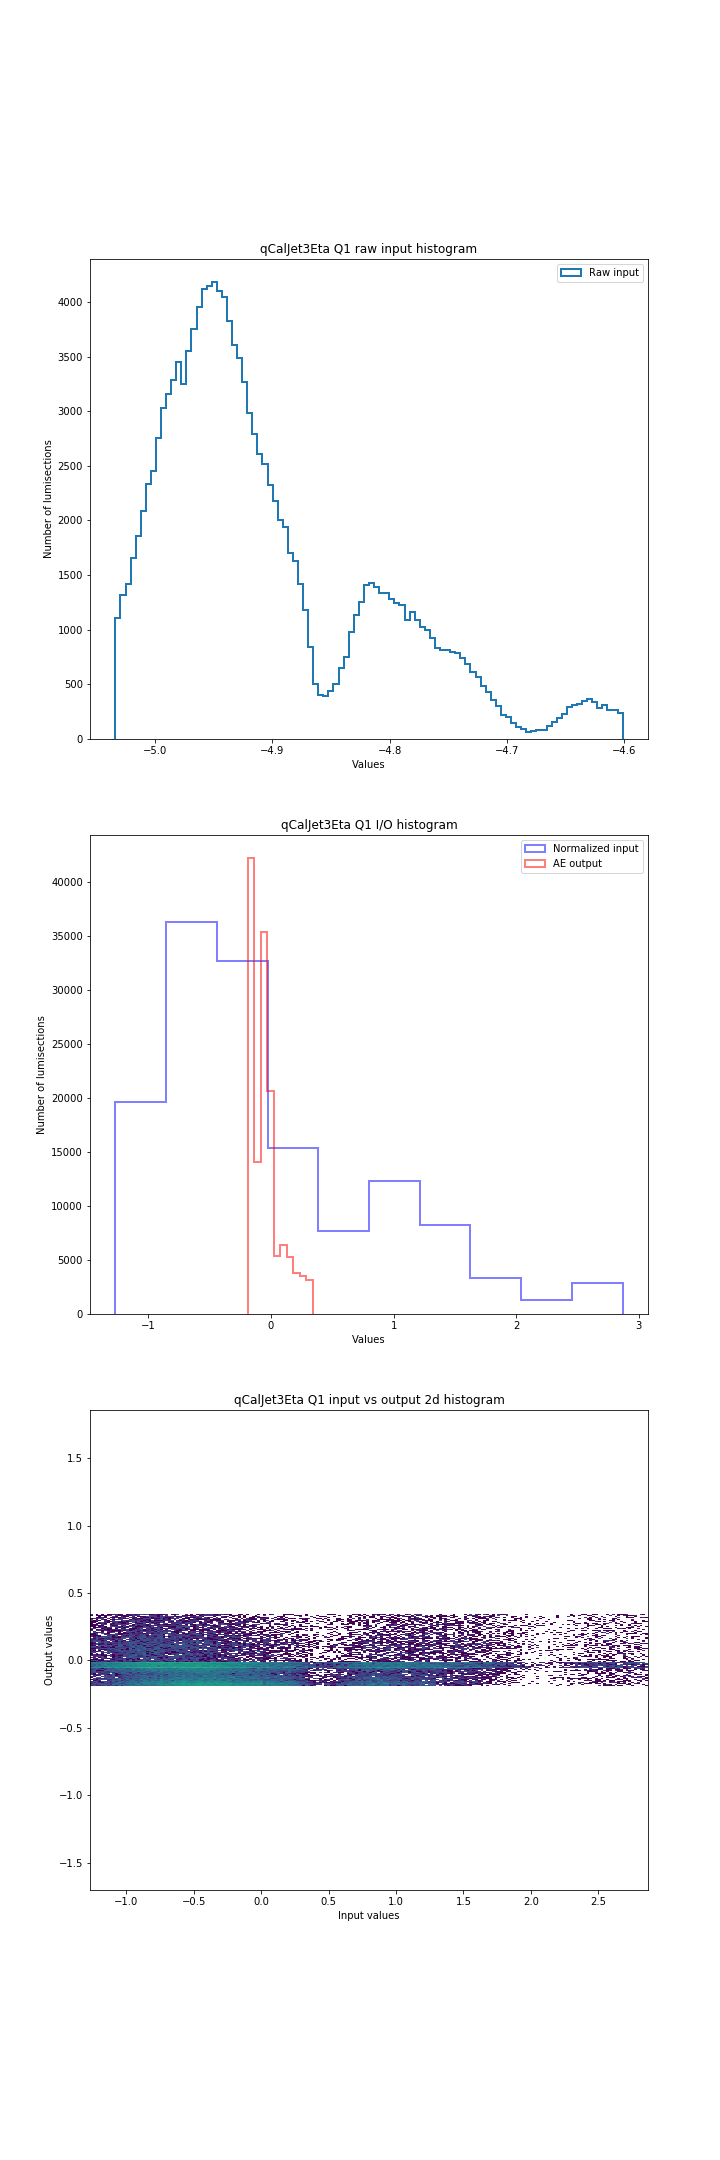 qCalJet3Eta Q1 raw input histogram
Raw input
4000
3500
3000
2500
2000
1500
1000
500
0
Number of lumisections
−5.0 −4.9 −4.8 −4.7 −4.6
Values
qCalJet3Eta Q1 I/O histogram
Normalized input
AE output
40000
35000
30000
25000
20000
15000
10000
5000
0
Number of lumisections
−1 0 1 2 3
Values
qCalJet3Eta Q1 input vs output 2d histogram
1.5
1.0
0.5
0.0
−0.5
−1.0
−1.5
Output values
−1.0 −0.5 0.0 0.5 1.0 1.5 2.0 2.5
Input values